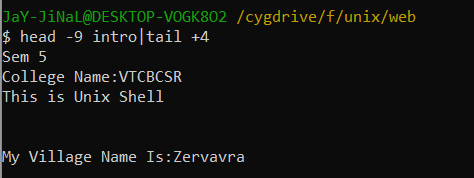 JaY-JiNaL@DESKTOP-VOGK8O2 /cygdrive/f/unix/web
$ head -9 intro|tail +4
Sem 5
College Name:VTCBCSR
This is Unix Shell
My Village Name Is:Zervavra